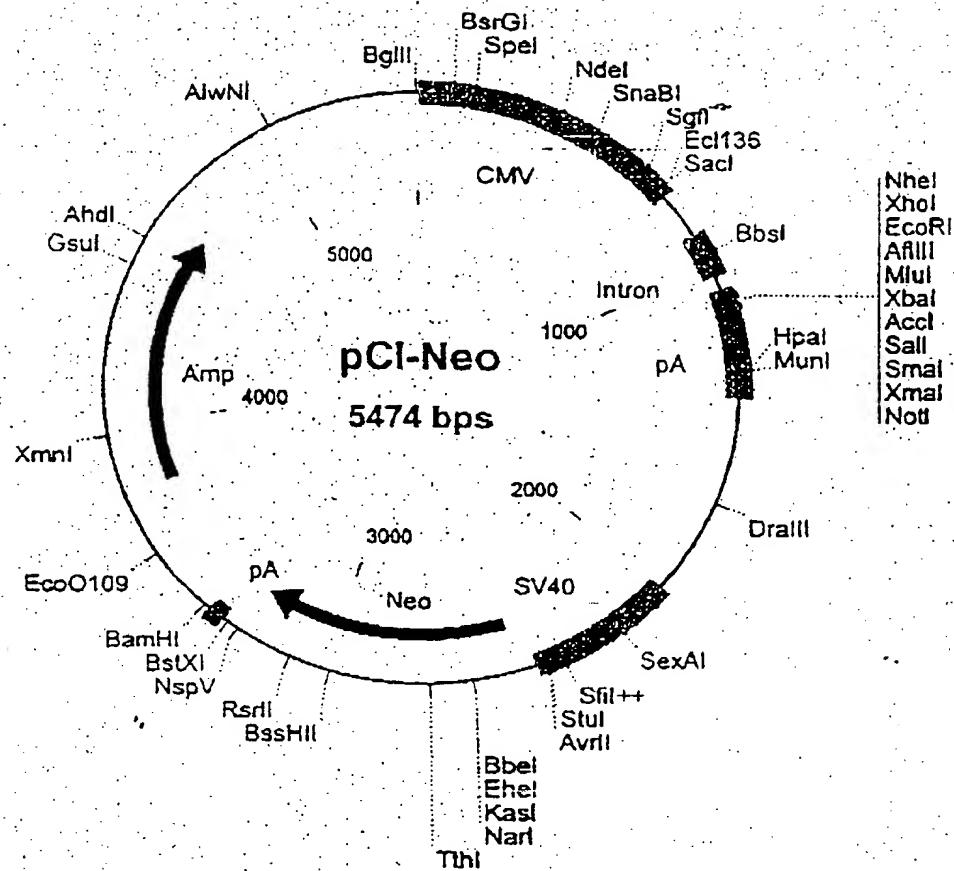 BsrGI
SpeI
BglII
NdeI
SnaBI
SgfI
Ecl136
SacI
AlwNI
CMV
NheI
XhoI
EcoRI
AflIII
MluI
XbaI
AccI
SalI
SmaI
XmaI
NotI
AhdI
GsuI
BbsI
5000
Intron
1000
HpaI
MunI
pA
pCI-Neo
5474 bps
Amp
4000
XmnI
2000
DraIII
3000
EcoO109
pA
Neo
SV40
BamHI
BstXI
NspV
SexAI
RsrII
BssHII
SfiI++
StuI
AvrII
BbeI
EheI
KasI
NarI
TthI